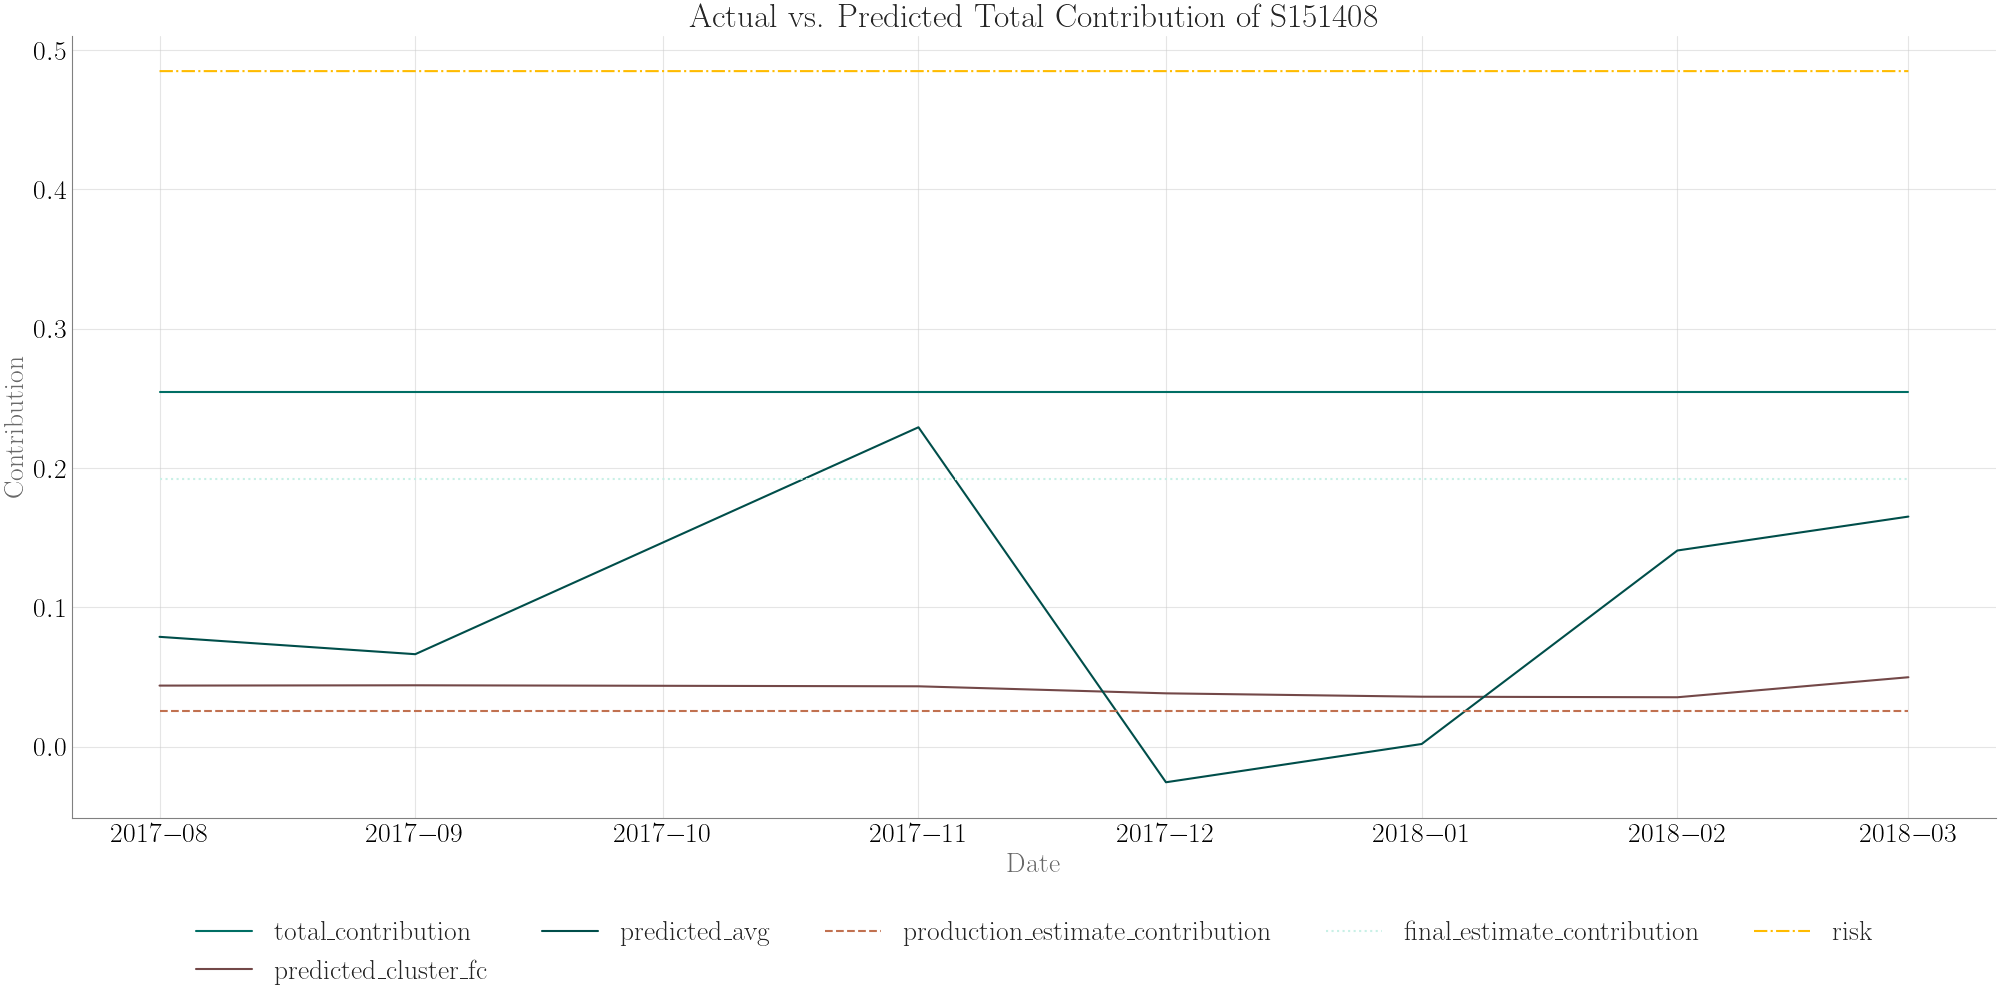 Actual vs. Predicted Total Contribution of S151408
0.5
0.4
0.3
0.2
0.1
0.0
Contribution
2017–08 2017–09 2017–10 2017–11 2017–12 2018–01 2018–02 2018–03
Date
total_contribution predicted_avg production_estimate_contribution final_estimate_contribution risk
predicted_cluster_fc